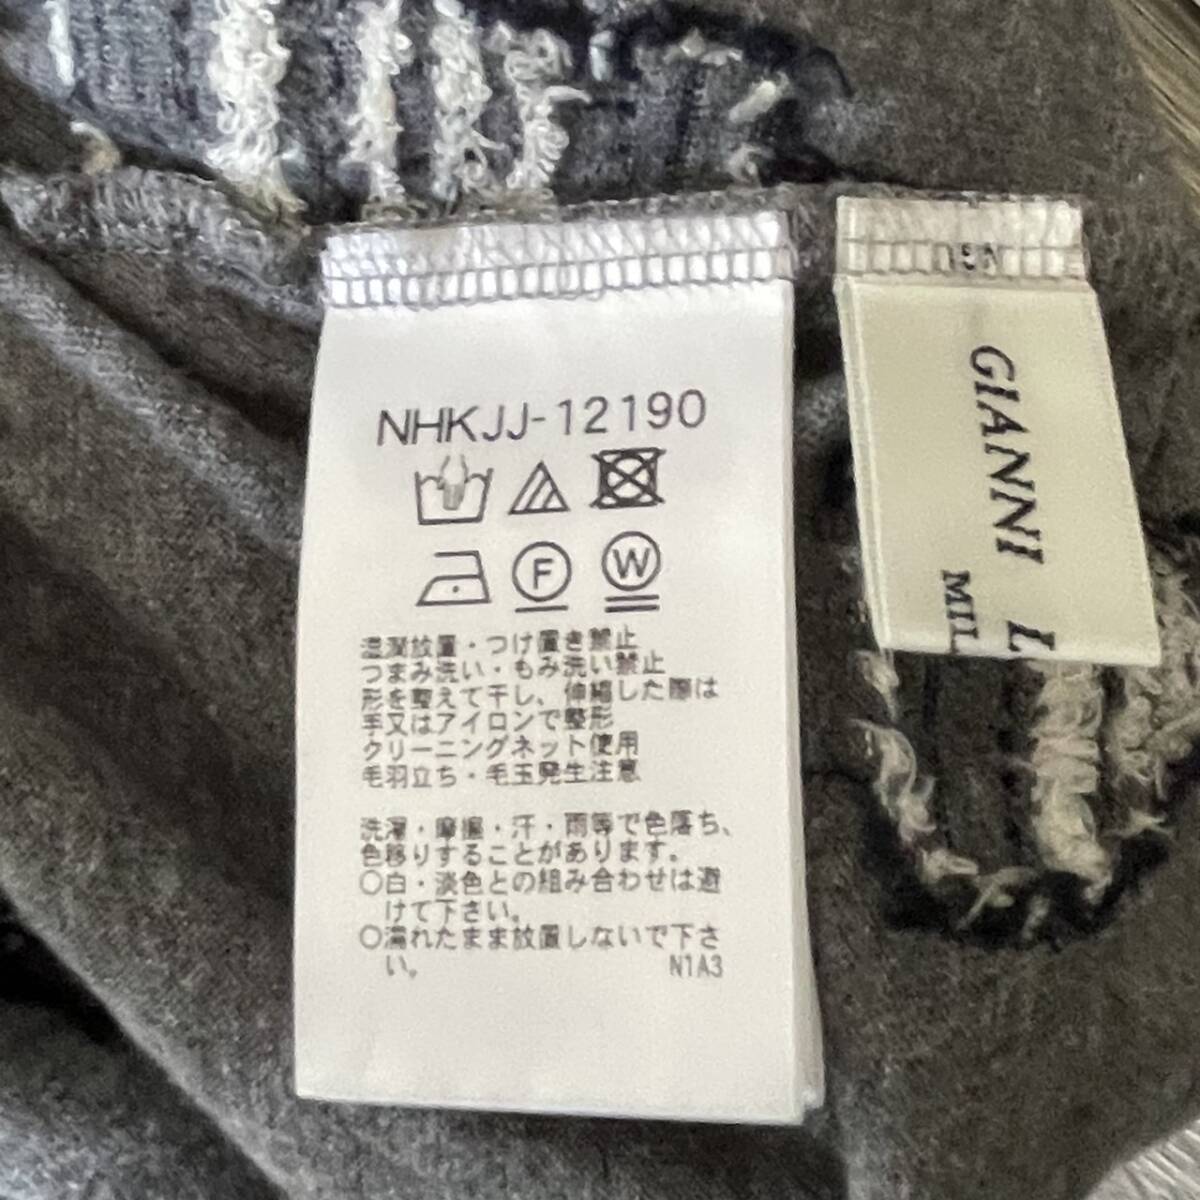 NHKJJ-12190
F
W
湿潤放置・つけ置き禁止
つまみ洗い・もみ洗い禁止
形を整えて干し、伸縮した際は
手又はアイロンで整形
クリーニングネット使用
毛羽立ち・毛玉発生注意
洗濯・摩擦・汗・雨等で色落ち、
色移りすることがあります。
○白・淡色との組み合わせは避
けて下さい。
○濡れたまま放置しないで下さ
い。
N1A3
GIANNI L
MIL